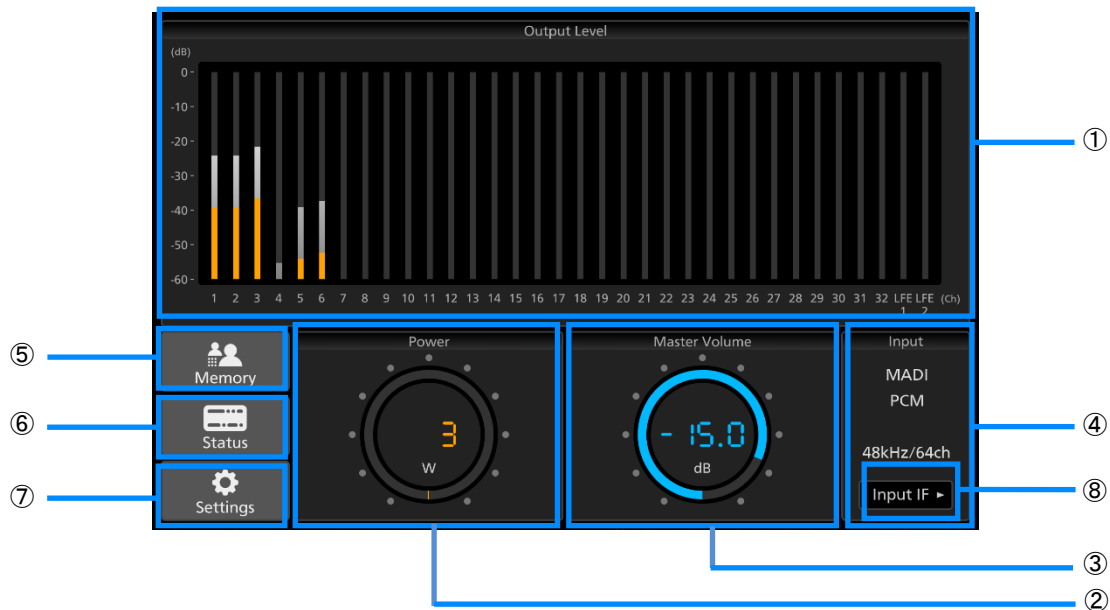 Output Level
(dB)
0
-10
-20
-30
-40
-50
-60
1 2 3 4 5 6 7 8 9 10 11 12 13 14 15 16 17 18 19 20 21 22 23 24 25 26 27 28 29 30 31 32 LFE LFE (Ch)
1 2
①
⑤
Memory
⑥
Status
⑦
Settings
Power
3
W
Master Volume
- 15.0
dB
Input
MADI
PCM
48kHz/64ch
Input IF ►
④
⑧
③
②